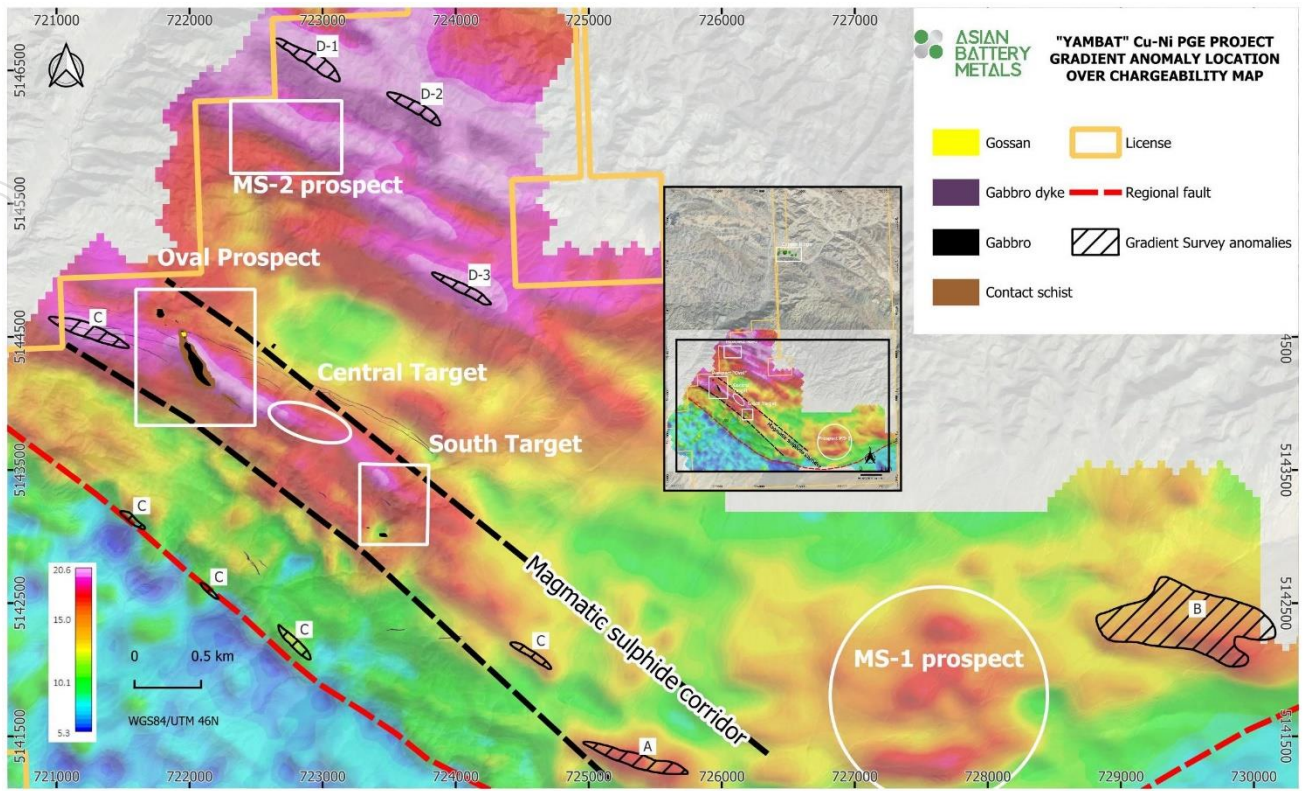 721000 722000 723000 724000 725000 726000 727000
ASIAN
BATTERY
METALS
"YAMBAT" Cu-Ni PGE PROJECT
GRADIENT ANOMALY LOCATION
OVER CHARGEABILITY MAP
Gossan
License
Gabbro dyke
Regional fault
Gabbro
Gradient Survey anomalies
Contact schist
5146500
D-1
D-2
5145500
MS-2 prospect
Oval Prospect
D-3
C
5144500
4500
Central Target
South Target
5143500
5143500
C
C
C
C
Magmatic sulphide corridor
MS-1 prospect
B
5142500
5142500
20.6
15.0
10.1
5.3
0 0.5 km
WGS84/UTM 46N
A
5141500
5141500
721000 722000 723000 724000 725000 726000 727000 728000 729000 730000
Magmatic sulphide